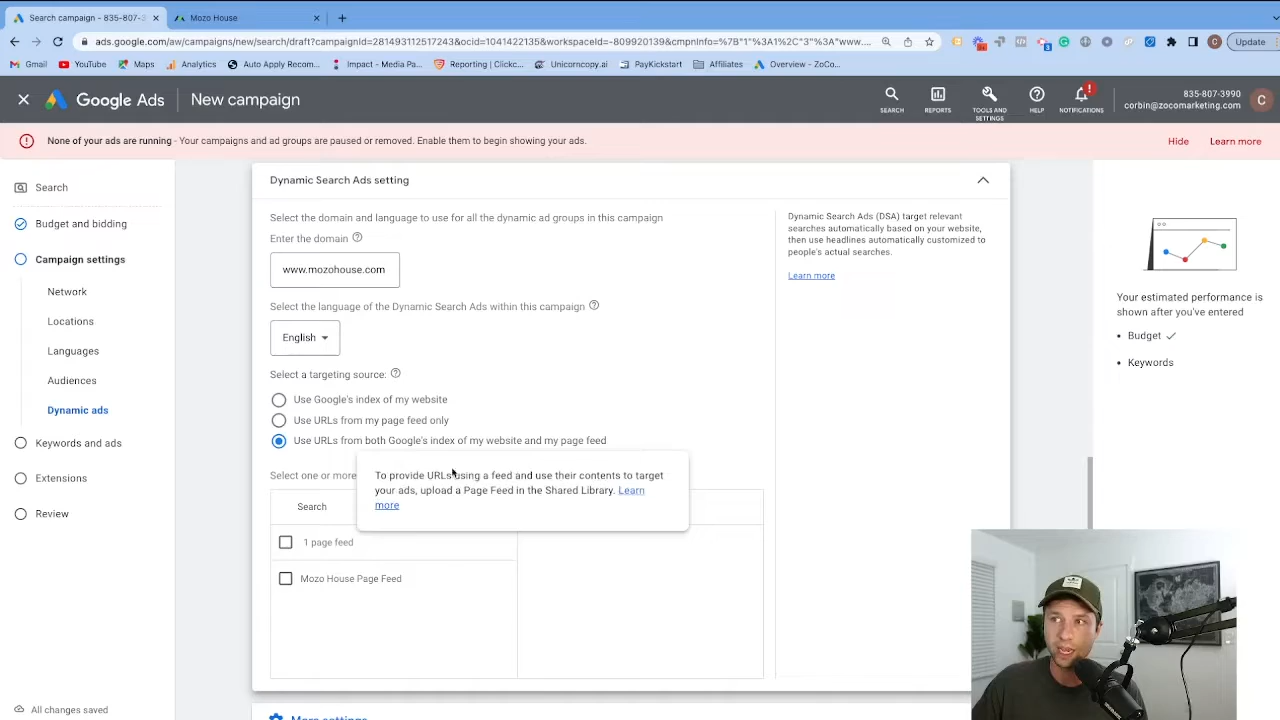 Search campaign - 835-807-3
Mozo House
ads.google.com/aw/campaigns/new/search/draft?campaignId=281493112517243&ocid=1041422135&workspaceId=-809920139&cmpnInfo=%7B"1"%3A1%2C"3"%3A"www....
Update
Gmail
YouTube
Maps
Analytics
Auto Apply Recom...
Impact - Media Pa...
Reporting | Clickc...
Unicorncopy.ai
PayKickstart
Affiliates
Overview - ZoCo...
Google Ads
New campaign
SEARCH
REPORTS
TOOLS AND SETTINGS
HELP
NOTIFICATIONS
835-807-3990
corbin@zocomarketing.com
C
None of your ads are running - Your campaigns and ad groups are paused or removed. Enable them to begin showing your ads.
Hide
Learn more
Search
Budget and bidding
Campaign settings
Network
Locations
Languages
Audiences
Dynamic ads
Keywords and ads
Extensions
Review
All changes saved
Dynamic Search Ads setting
Select the domain and language to use for all the dynamic ad groups in this campaign
Enter the domain
www.mozohouse.com
Select the language of the Dynamic Search Ads within this campaign
English
Select a targeting source:
Use Google's index of my website
Use URLs from my page feed only
Use URLs from both Google's index of my website and my page feed
Select one or more
To provide URLs using a feed and use their contents to target
your ads, upload a Page Feed in the Shared Library. Learn
more
Search
1 page feed
Mozo House Page Feed
More settings
Dynamic Search Ads (DSA) target relevant
searches automatically based on your website,
then use headlines automatically customized to
people's actual searches.
Learn more
Your estimated performance is
shown after you've entered
Budget
Keywords